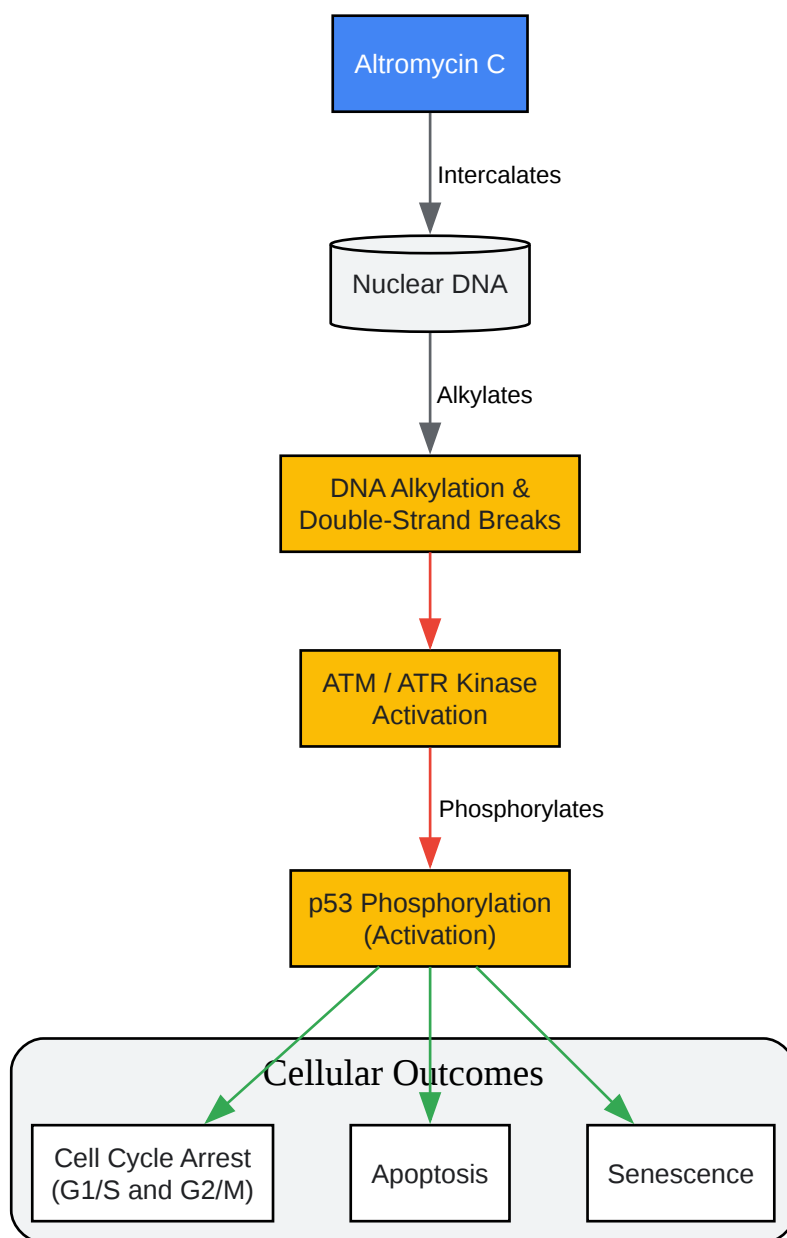 Altromycin C
Intercalates
Nuclear DNA
Alkylates
DNA Alkylation &
Double-Strand Breaks
ATM / ATR Kinase
Activation
Phosphorylates
p53 Phosphorylation
(Activation)
Cellular Outcomes
Cell Cycle Arrest
(G1/S and G2/M)
Apoptosis
Senescence